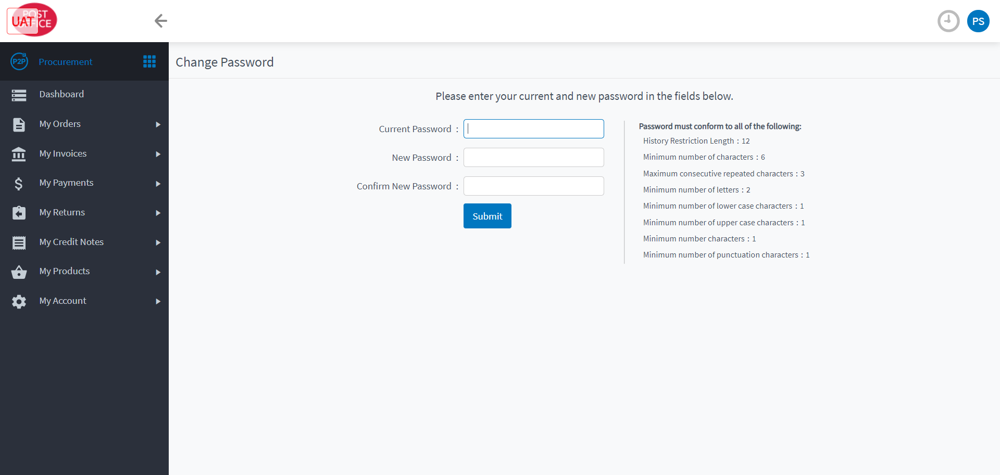 POST
OFFICE
UAT
PS
P2P
Procurement
Change Password
Dashboard
My Orders
My Invoices
My Payments
My Returns
My Credit Notes
My Products
My Account
Please enter your current and new password in the fields below.
Current Password :
New Password :
Confirm New Password :
Submit
Password must conform to all of the following:
History Restriction Length : 12
Minimum number of characters : 6
Maximum consecutive repeated characters : 3
Minimum number of letters : 2
Minimum number of lower case characters : 1
Minimum number of upper case characters : 1
Minimum number characters : 1
Minimum number of punctuation characters : 1